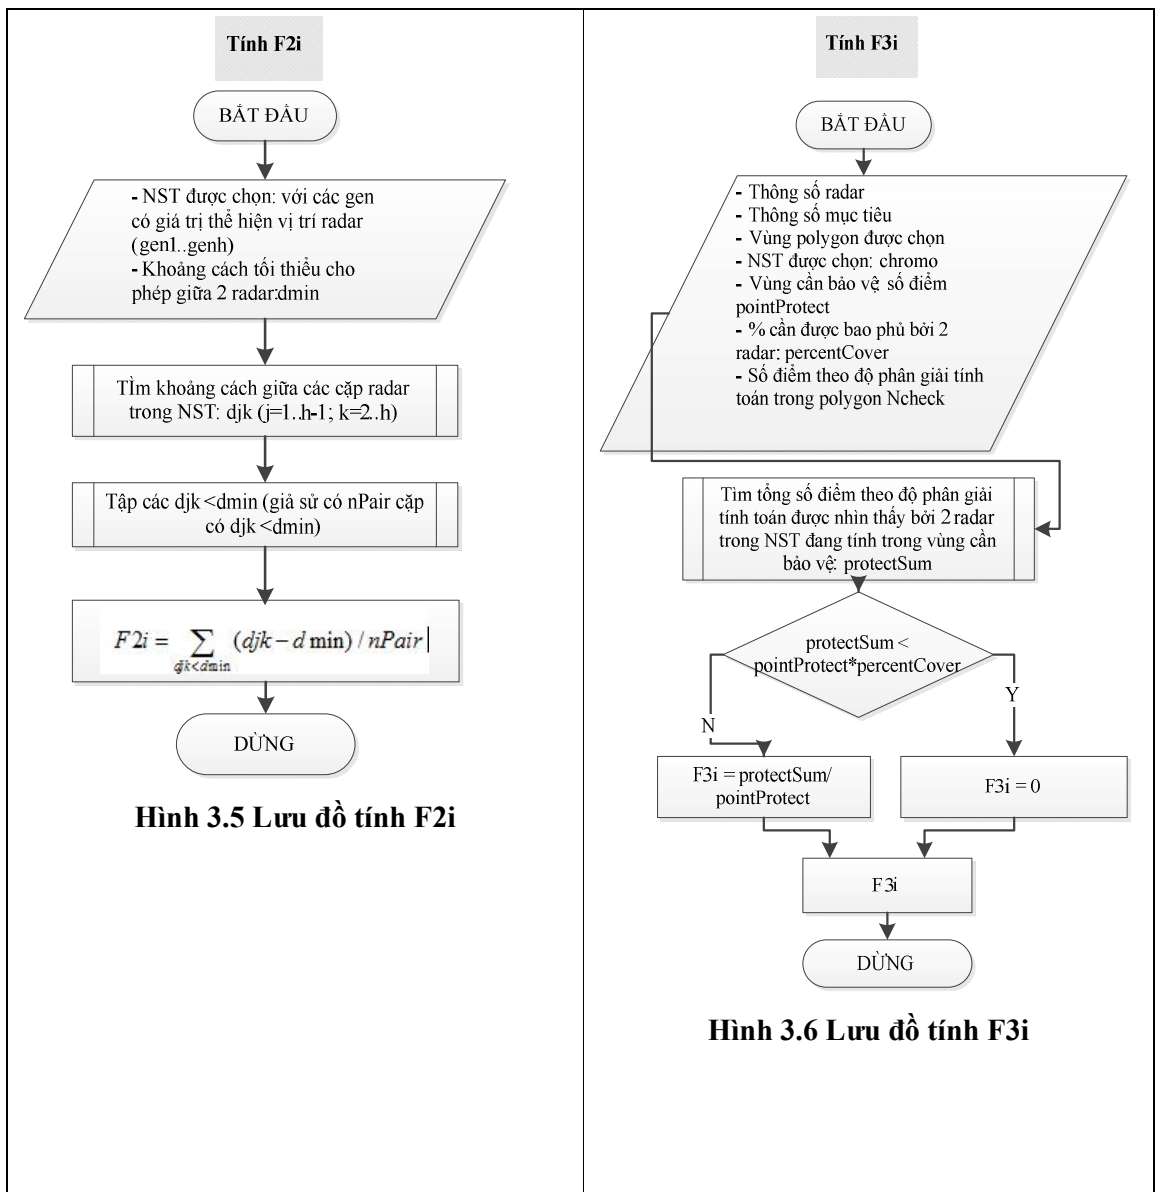 Tính F2i
BẮT ĐẦU
- NST được chọn: với các gen
có giá trị thể hiện vị trí radar
(gen1..genh)
- Khoảng cách tối thiểu cho
phép giữa 2 radar:dmin
TÌm khoảng cách giữa các cặp radar
trong NST: djk (j=1..h-1; k=2..h)
Tập các djk <dmin (giả sử có nPair cặp
có djk <dmin)
F2i = ∑ (djk − d min) / nPair
djk<dmin
DỪNG
Hình 3.5 Lưu đồ tính F2i
Tính F3i
BẮT ĐẦU
- Thông số radar
- Thông số mục tiêu
- Vùng polygon được chọn
- NST được chọn: chromo
- Vùng cần bảo vệ: số điểm
pointProtect
- % cần được bao phủ bởi 2
radar: percentCover
- Số điểm theo độ phân giải tính
toán trong polygon Ncheck
Tìm tổng số điểm theo độ phân giải
tính toán được nhìn thấy bởi 2 radar
trong NST đang tính trong vùng cần
bảo vệ: protectSum
protectSum <
pointProtect*percentCover
N
Y
F3i = protectSum/
pointProtect
F3i = 0
F3i
DỪNG
Hình 3.6 Lưu đồ tính F3i